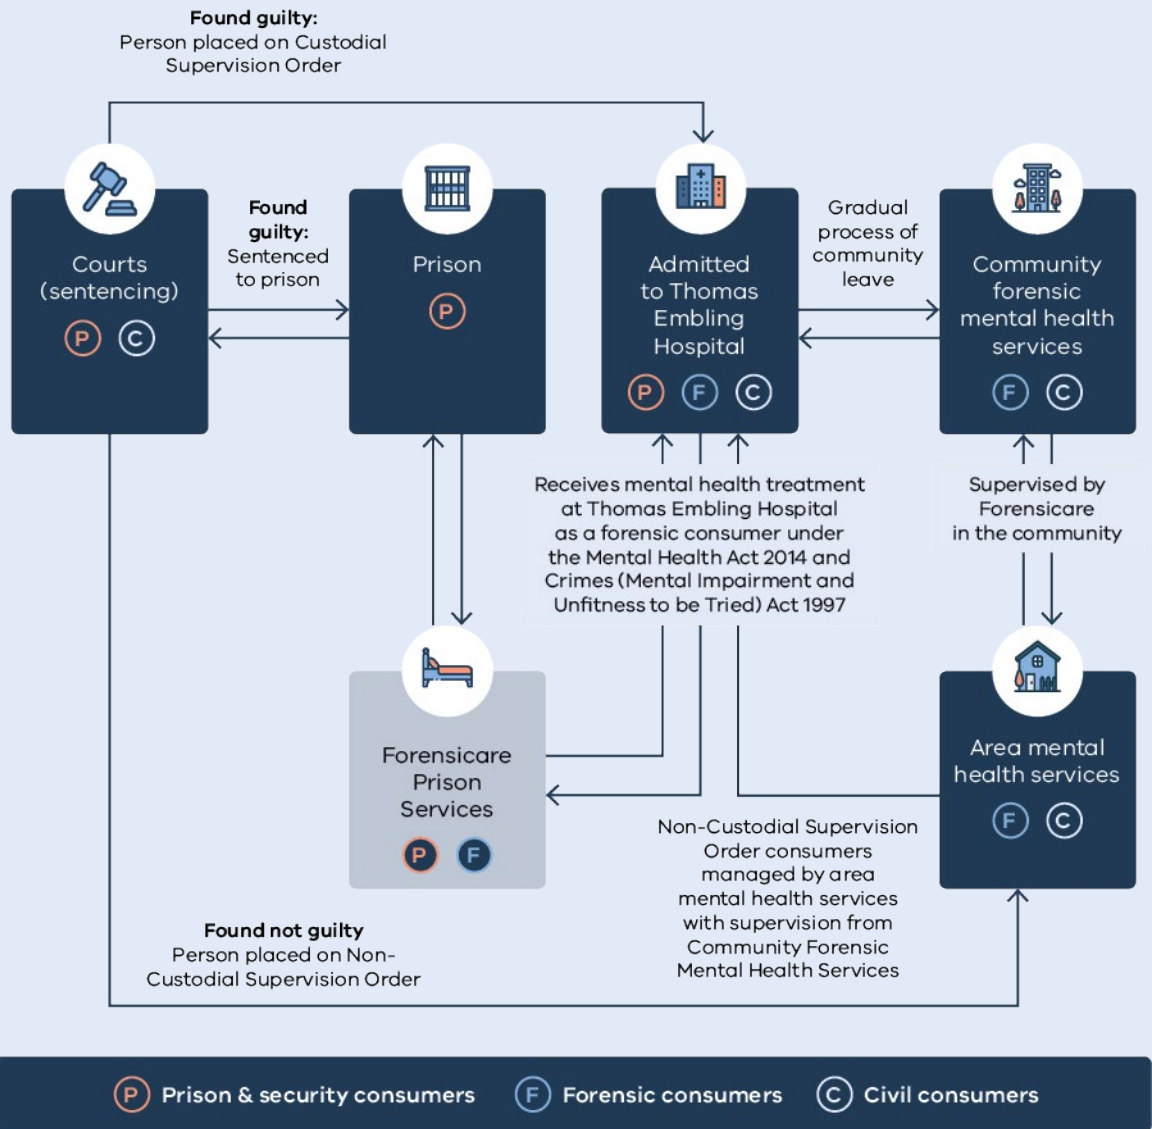 Found guilty:
Person placed on Custodial
Supervision Order
Courts
(sentencing)
P C
Found
guilty:
Sentenced
to prison
Prison
P
Admitted
to Thomas
Embling
Hospital
P F C
Gradual
process of
community
leave
Community
forensic
mental health
services
F C
Receives mental health treatment
at Thomas Embling Hospital
as a forensic consumer under
the Mental Health Act 2014 and
Crimes (Mental Impairment and
Unfitness to be Tried) Act 1997
Supervised by
Forensicare
in the community
Forensicare
Prison
Services
P F
Area mental
health services
F C
Non-Custodial Supervision
Order consumers
managed by area
mental health services
with supervision from
Community Forensic
Mental Health Services
Found not guilty
Person placed on Non-
Custodial Supervision Order
P Prison & security consumers
F Forensic consumers
C Civil consumers